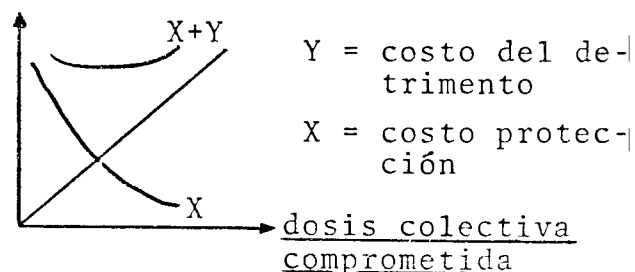 X+Y
Y = costo del de-
trimento
X = costo protec-
ción
X
dosis colectiva
comprometida